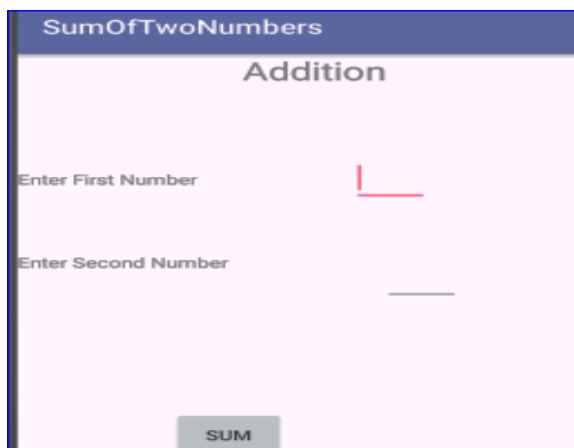 SumOfTwoNumbers
Addition
Enter First Number
Enter Second Number
SUM